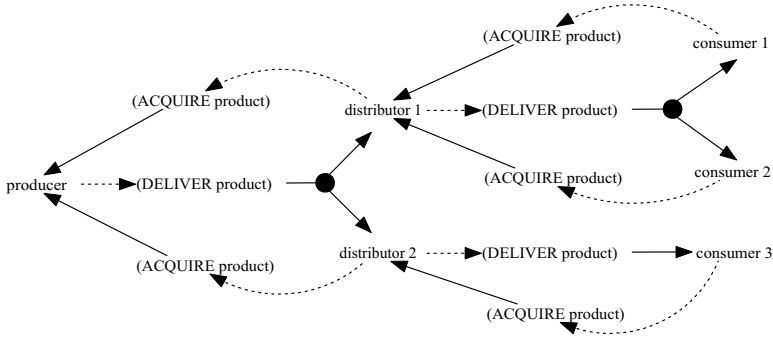 (ACQUIRE product)
consumer 1
(ACQUIRE product)
distributor 1
(DELIVER product)
producer
(DELIVER product)
(ACQUIRE product)
consumer 2
(ACQUIRE product)
distributor 2
(DELIVER product)
consumer 3
(ACQUIRE product)